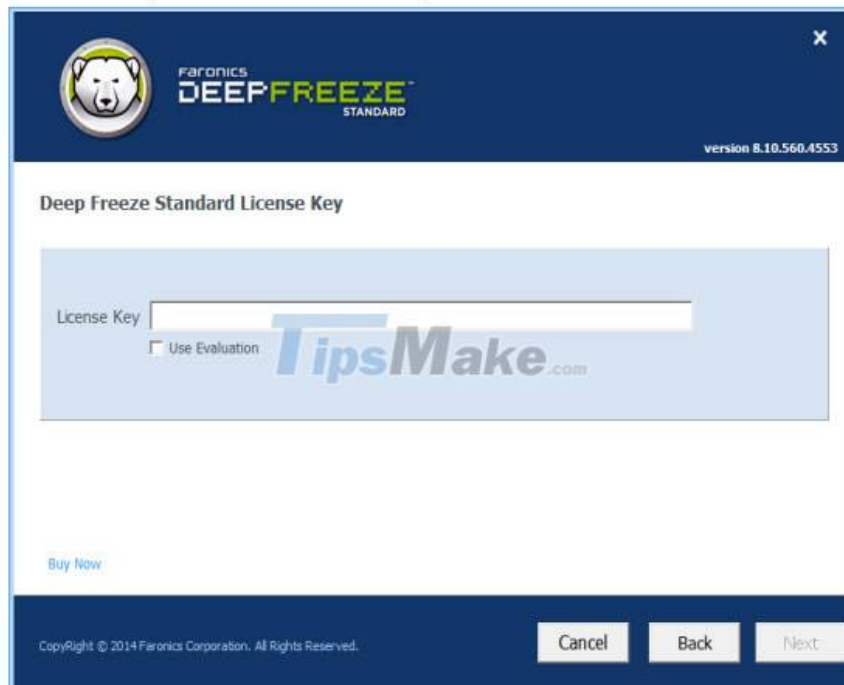 Faronics
DEEPFREEZE™
STANDARD
version 8.10.560.4553
Deep Freeze Standard License Key
License Key
Use Evaluation
TipsMake.com
Buy Now
CopyRight © 2014 Faronics Corporation. All Rights Reserved.
Cancel
Back
Next